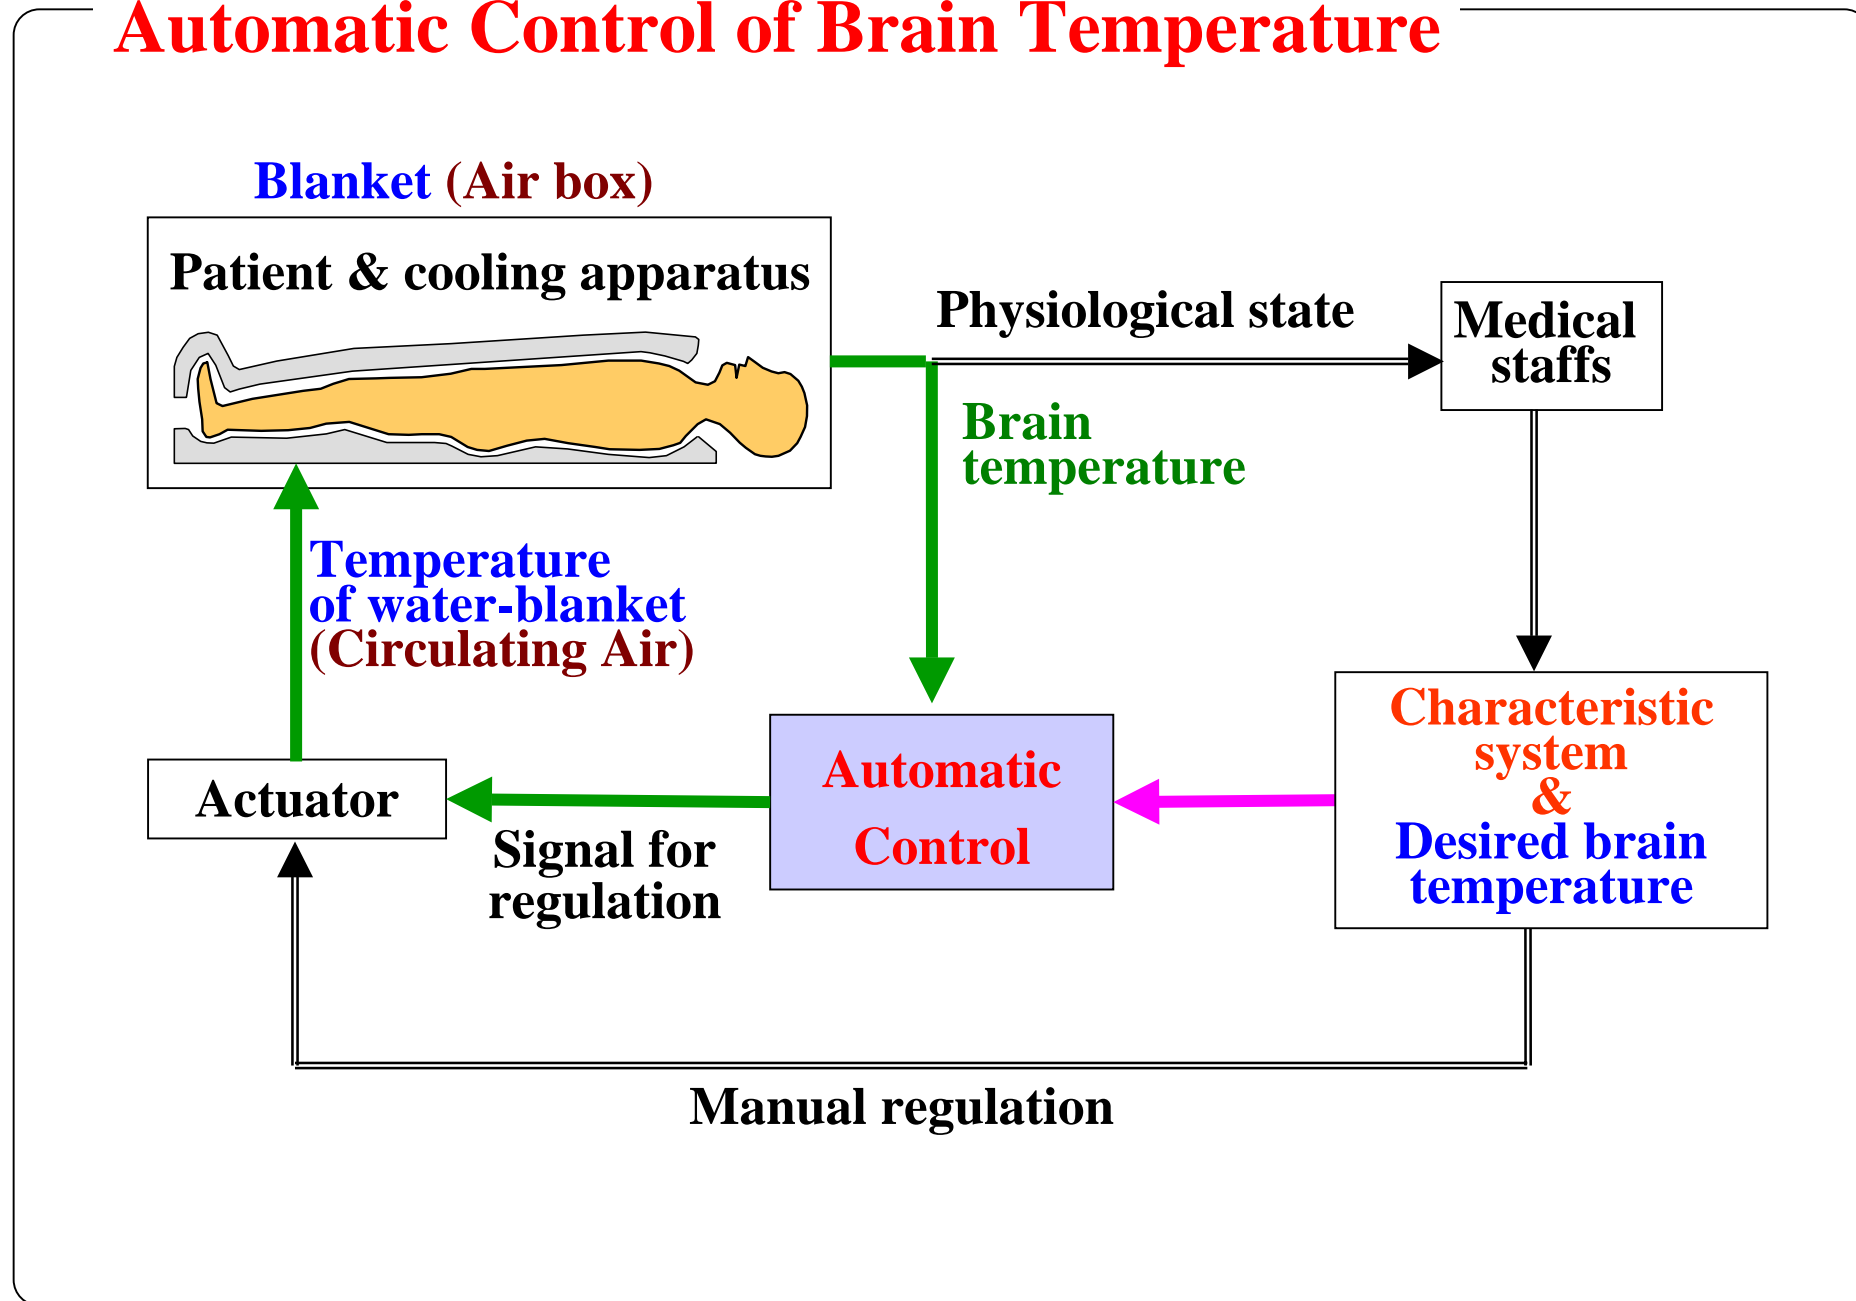 Automatic Control of Brain Temperature
Blanket (Air box)
Patient & cooling apparatus
Physiological state
Medical
staffs
Brain
temperature
Temperature
of water-blanket
(Circulating Air)
Characteristic
system
&
Desired brain
temperature
Automatic
Control
Actuator
Signal for
regulation
Manual regulation